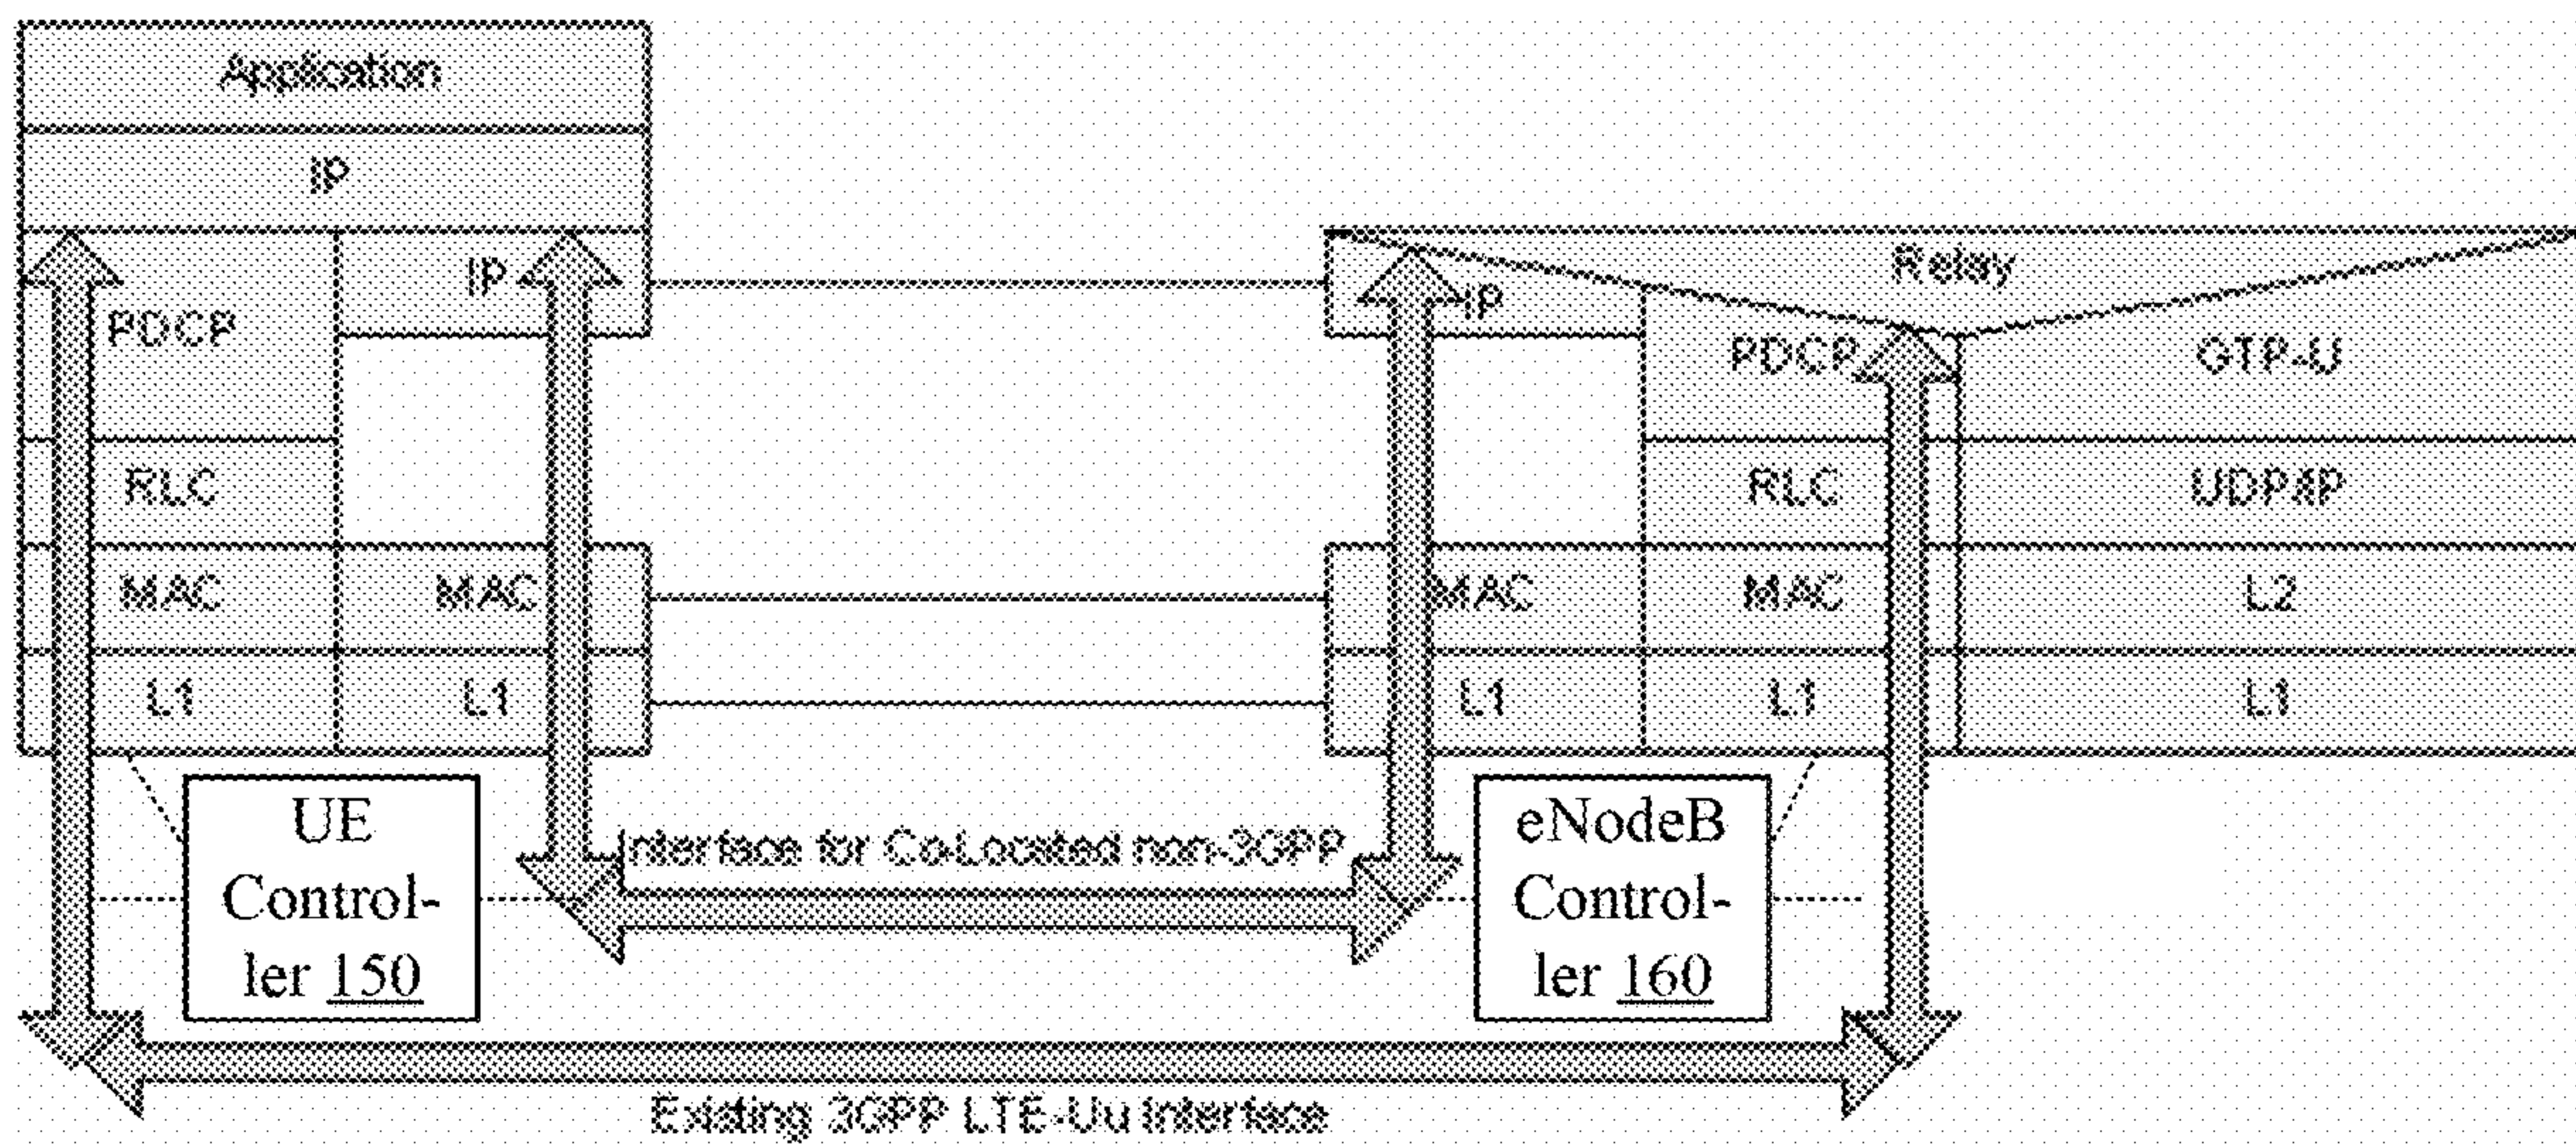 Application
IP
IP
Relay
IP
PDCP
PDCP
GTP-U
RLC
RLC
UDP/IP
MAC
MAC
MAC
MAC
L2
L1
L1
L1
L1
L1
UE
Control-
ler 150
Interface for Co-Located non-3GPP
eNodeB
Control-
ler 160
Existing 3GPP LTE-Uu Interface